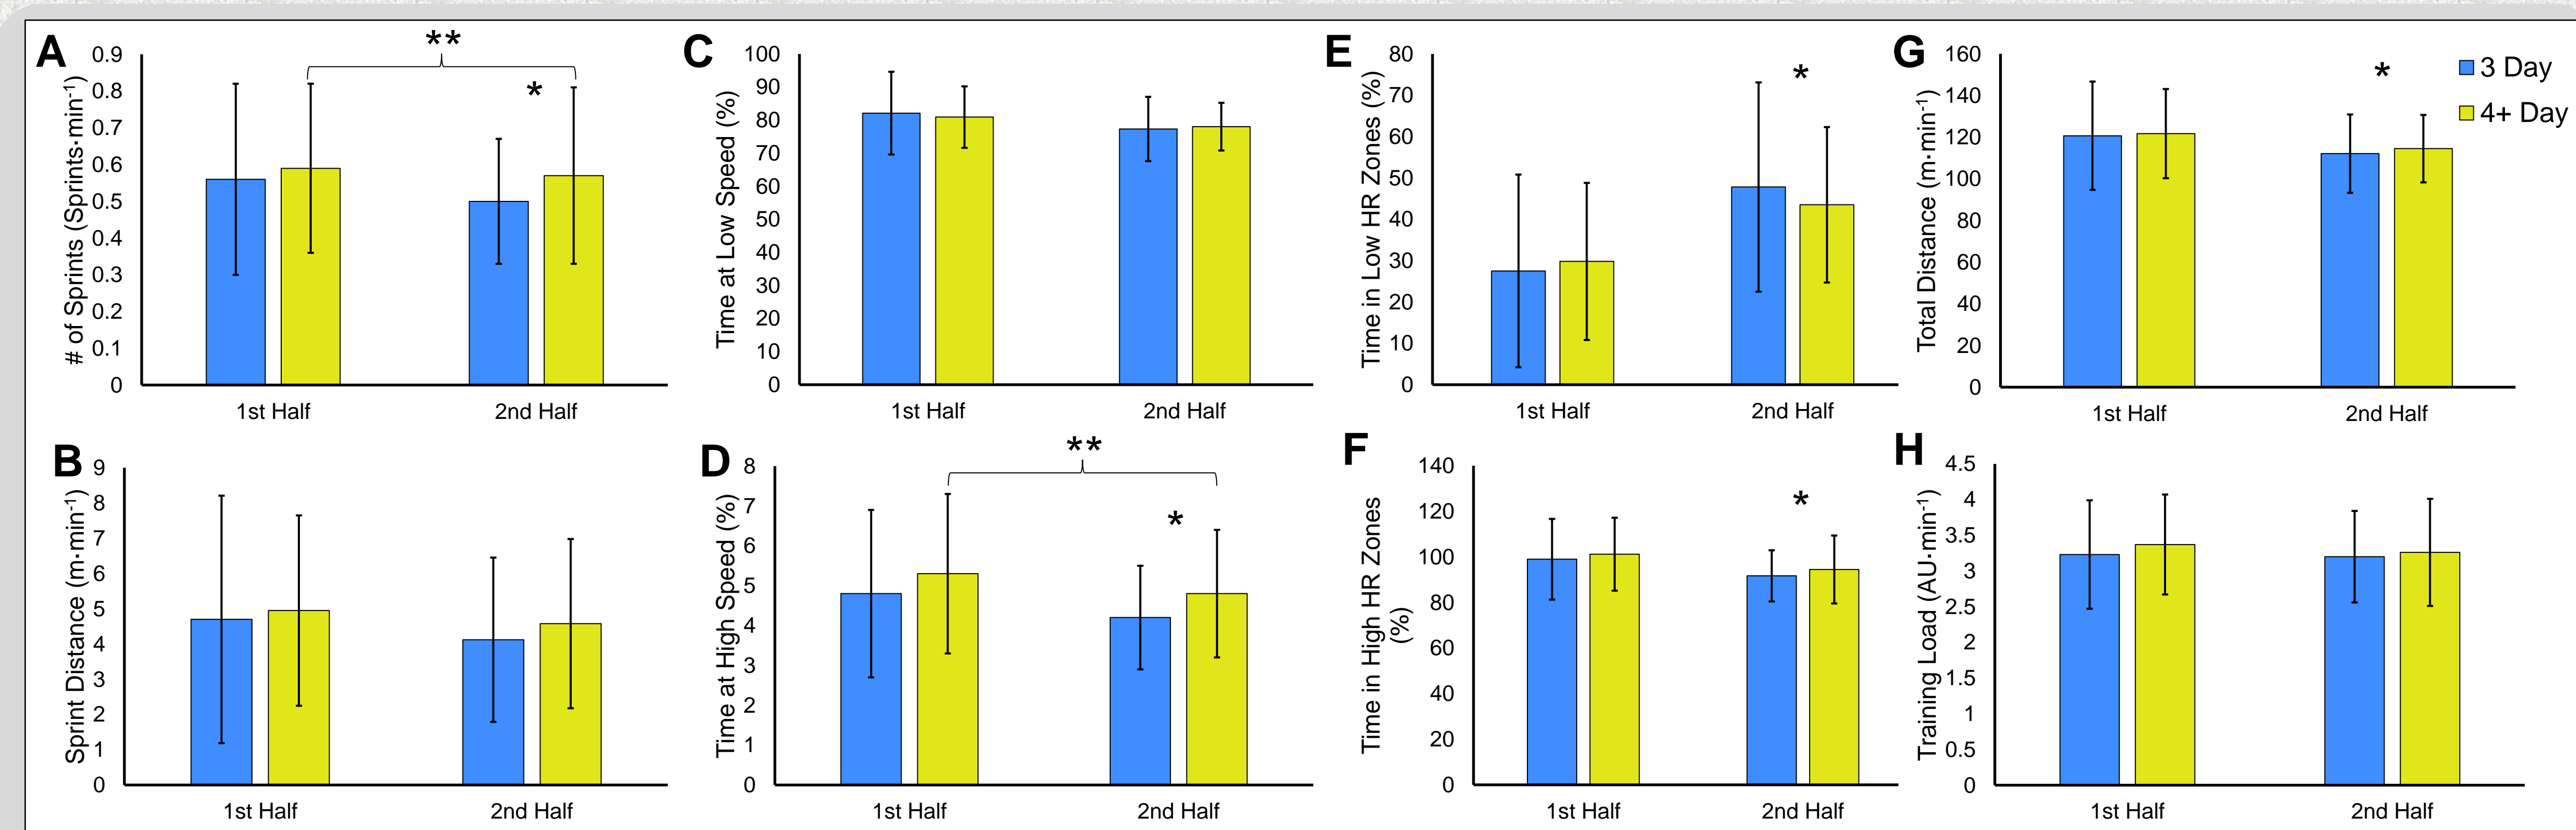 A
# of Sprints (Sprints·min-1)
0.9
0.8
0.7
0.6
0.5
0.4
0.3
0.2
0.1
0
**
*
1st Half
2nd Half
B
Sprint Distance (m·min-1)
9
8
7
6
5
4
3
2
1
0
1st Half
2nd Half
C
Time at Low Speed (%)
100
90
80
70
60
50
40
30
20
10
0
1st Half
2nd Half
D
Time at High Speed (%)
8
7
6
5
4
3
2
1
0
**
*
1st Half
2nd Half
E
Time in Low HR Zones (%)
80
70
60
50
40
30
20
10
0
*
1st Half
2nd Half
F
Time in High HR Zones
(%)
140
120
100
80
60
40
20
0
*
1st Half
2nd Half
G
Total Distance (m·min-1)
160
140
120
100
80
60
40
20
0
*
3 Day
4+ Day
1st Half
2nd Half
H
Training Load (AU·min-1)
4.5
4
3.5
3
2.5
2
1.5
1
0.5
0
1st Half
2nd Half